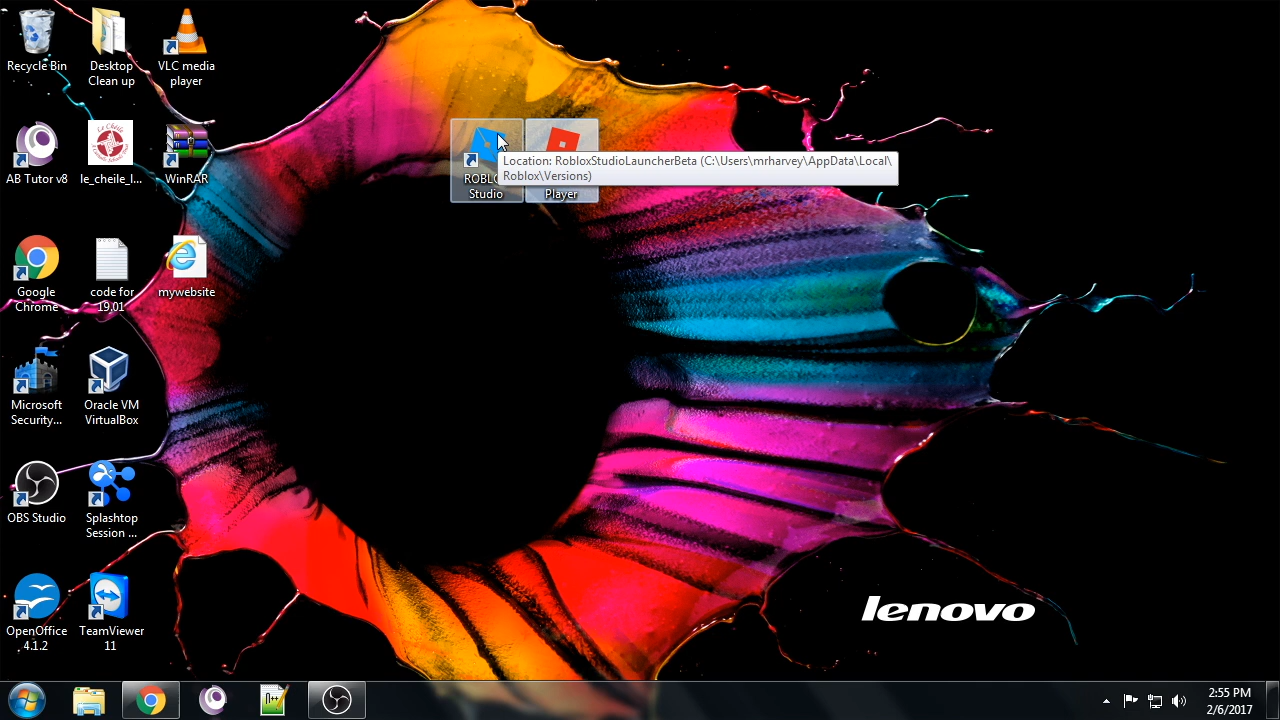 Recycle Bin
Desktop
Clean up
VLC media
player
AB Tutor v8
le_cheile_l...
WinRAR
Studio
Player
Location: RobloxStudioLauncherBeta (C:\Users\mrharvey\AppData\Local\
Roblox\Versions)
Google
Chrome
code for
19.01
mywebsite
Microsoft
Security...
Oracle VM
VirtualBox
OBS Studio
Splashtop
Session ...
OpenOffice
4.1.2
TeamViewer
11
lenovo
2:55 PM
2/6/2017